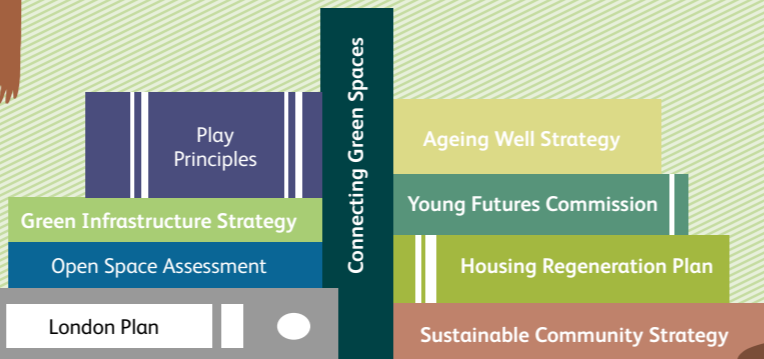 Play
Principles
Green Infrastructure Strategy
Open Space Assessment
London Plan
Connecting Green Spaces
Ageing Well Strategy
Young Futures Commission
Housing Regeneration Plan
Sustainable Community Strategy